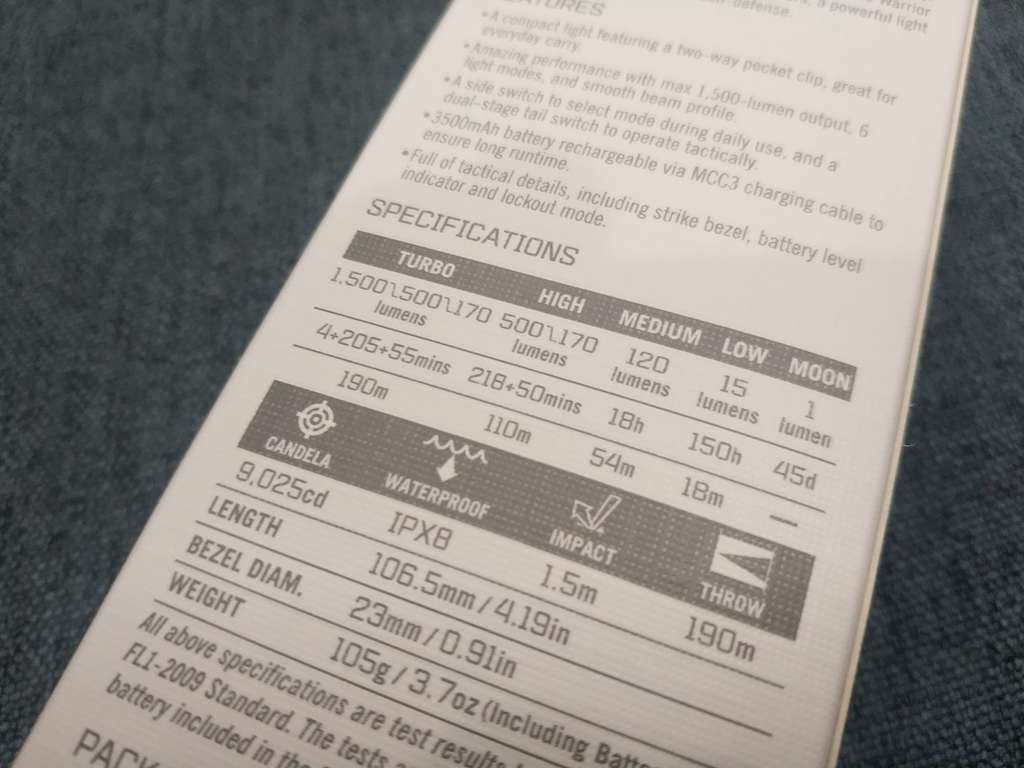 Warrior
, a powerful light
-defense.
FEATURES
•A compact light featuring a two-way pocket clip, great for
everyday carry.
•Amazing performance with max 1,500-lumen output, 6
light modes, and smooth beam profile.
•A side switch to select mode during daily use, and a
dual-stage tail switch to operate tactically.
•3500mAh battery rechargeable via MCC3 charging cable to
ensure long runtime.
•Full of tactical details, including strike bezel, battery level
indicator and lockout mode.
SPECIFICATIONS
TURBO HIGH MEDIUM LOW MOON
1,500\500\170 lumens 500\170 lumens 120 lumens 15 lumens 1 lumen
4+205+55mins 218+50mins 18h 150h 45d
190m 110m 54m 18m —
CANDELA WATERPROOF IMPACT THROW
9,025cd IPX8 1.5m 190m
LENGTH 106.5mm / 4.19in
BEZEL DIAM. 23mm / 0.91in
WEIGHT 105g / 3.7oz (Including Batte
All above specifications are test results
FL1-2009 Standard. The tests
battery included in the
PACK